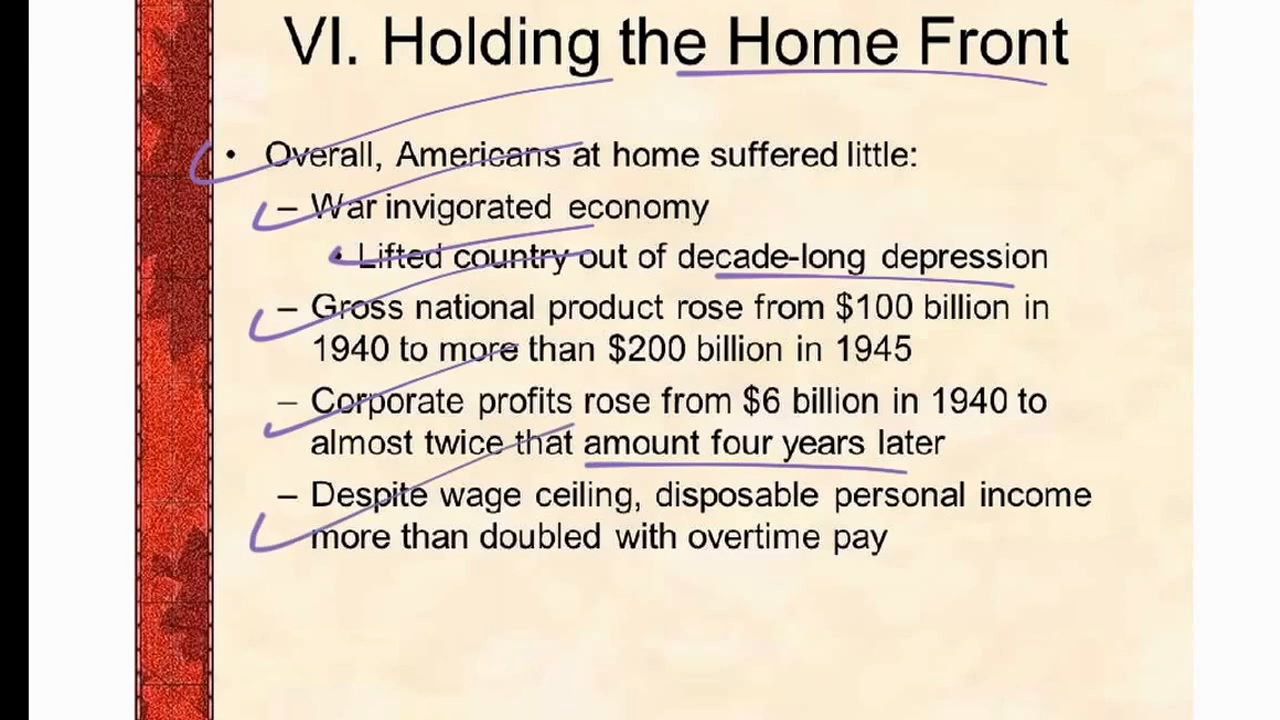 VI. Holding the Home Front
• Overall, Americans at home suffered little:
– War invigorated economy
• Lifted country out of decade-long depression
– Gross national product rose from $100 billion in
1940 to more than $200 billion in 1945
– Corporate profits rose from $6 billion in 1940 to
almost twice that amount four years later
– Despite wage ceiling, disposable personal income
more than doubled with overtime pay